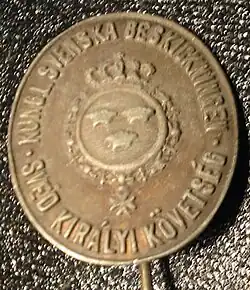 KUNGL. SVENSKA BESKICKNINGEN
SVÉD KIRÁLYI KÖVETSÉG